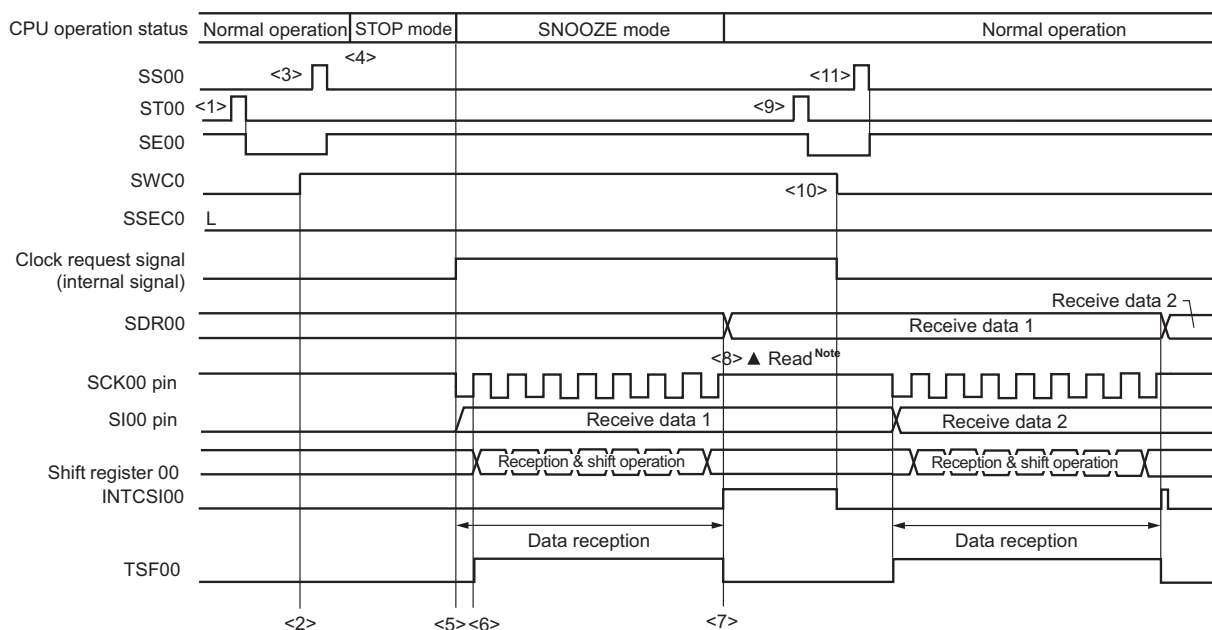 CPU operation status Normal operation STOP mode SNOOZE mode Normal operation
<4>
SS00 <3> <11>
ST00 <1> <9>
SE00
SWC0 <10>
SSEC0 L
Clock request signal
(internal signal)
Receive data 2
SDR00 Receive data 1
<8> ▲ Read Note
SCK00 pin
SI00 pin Receive data 1 Receive data 2
Shift register 00 Reception & shift operation Reception & shift operation
INTCSI00
Data reception Data reception
TSF00
<2> <5> <6> <7>